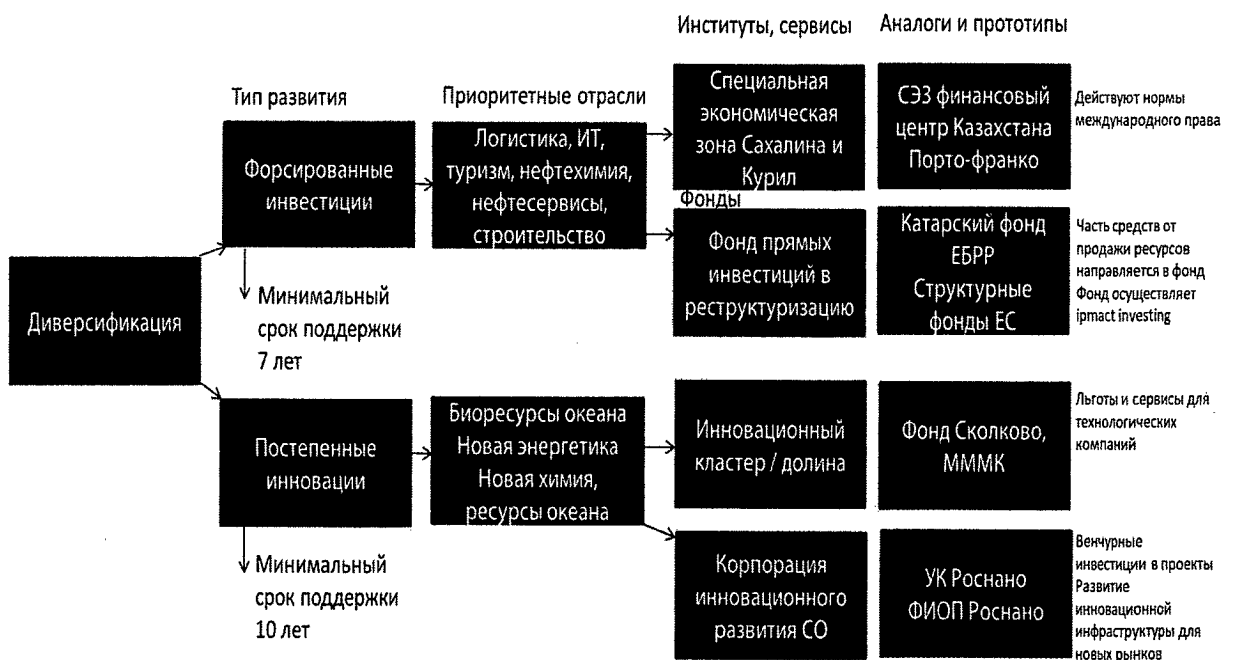 Институты, сервисы
Аналоги и прототипы
Тип развития
Приоритетные отрасли
Диверсификация
Форсированные
инвестиции
Минимальный
срок поддержки
7 лет
Логистика, ИТ,
туризм, нефтехимия,
нефтесервисы,
строительство
Специальная
экономическая
зона Сахалина и
Курил
СЭЗ финансовый
центр Казахстана
Порто-франко
Действуют нормы
международного права
Фонды
Фонд прямых
инвестиций в
реструктуризацию
Катарский фонд
ЕБРР
Структурные
фонды ЕС
Часть средств от
продажи ресурсов
направляется в фонд
Фонд осуществляет
ipmact investing
Постепенные
инновации
Минимальный
срок поддержки
10 лет
Биоресурсы океана
Новая энергетика
Новая химия,
ресурсы океана
Инновационный
кластер / долина
Фонд Сколково,
МММК
Льготы и сервисы для
технологических
компаний
Корпорация
инновационного
развития СО
УК Роснано
ФИОП Роснано
Венчурные
инвестиции в проекты
Развитие
инновационной
инфраструктуры для
новых рынков